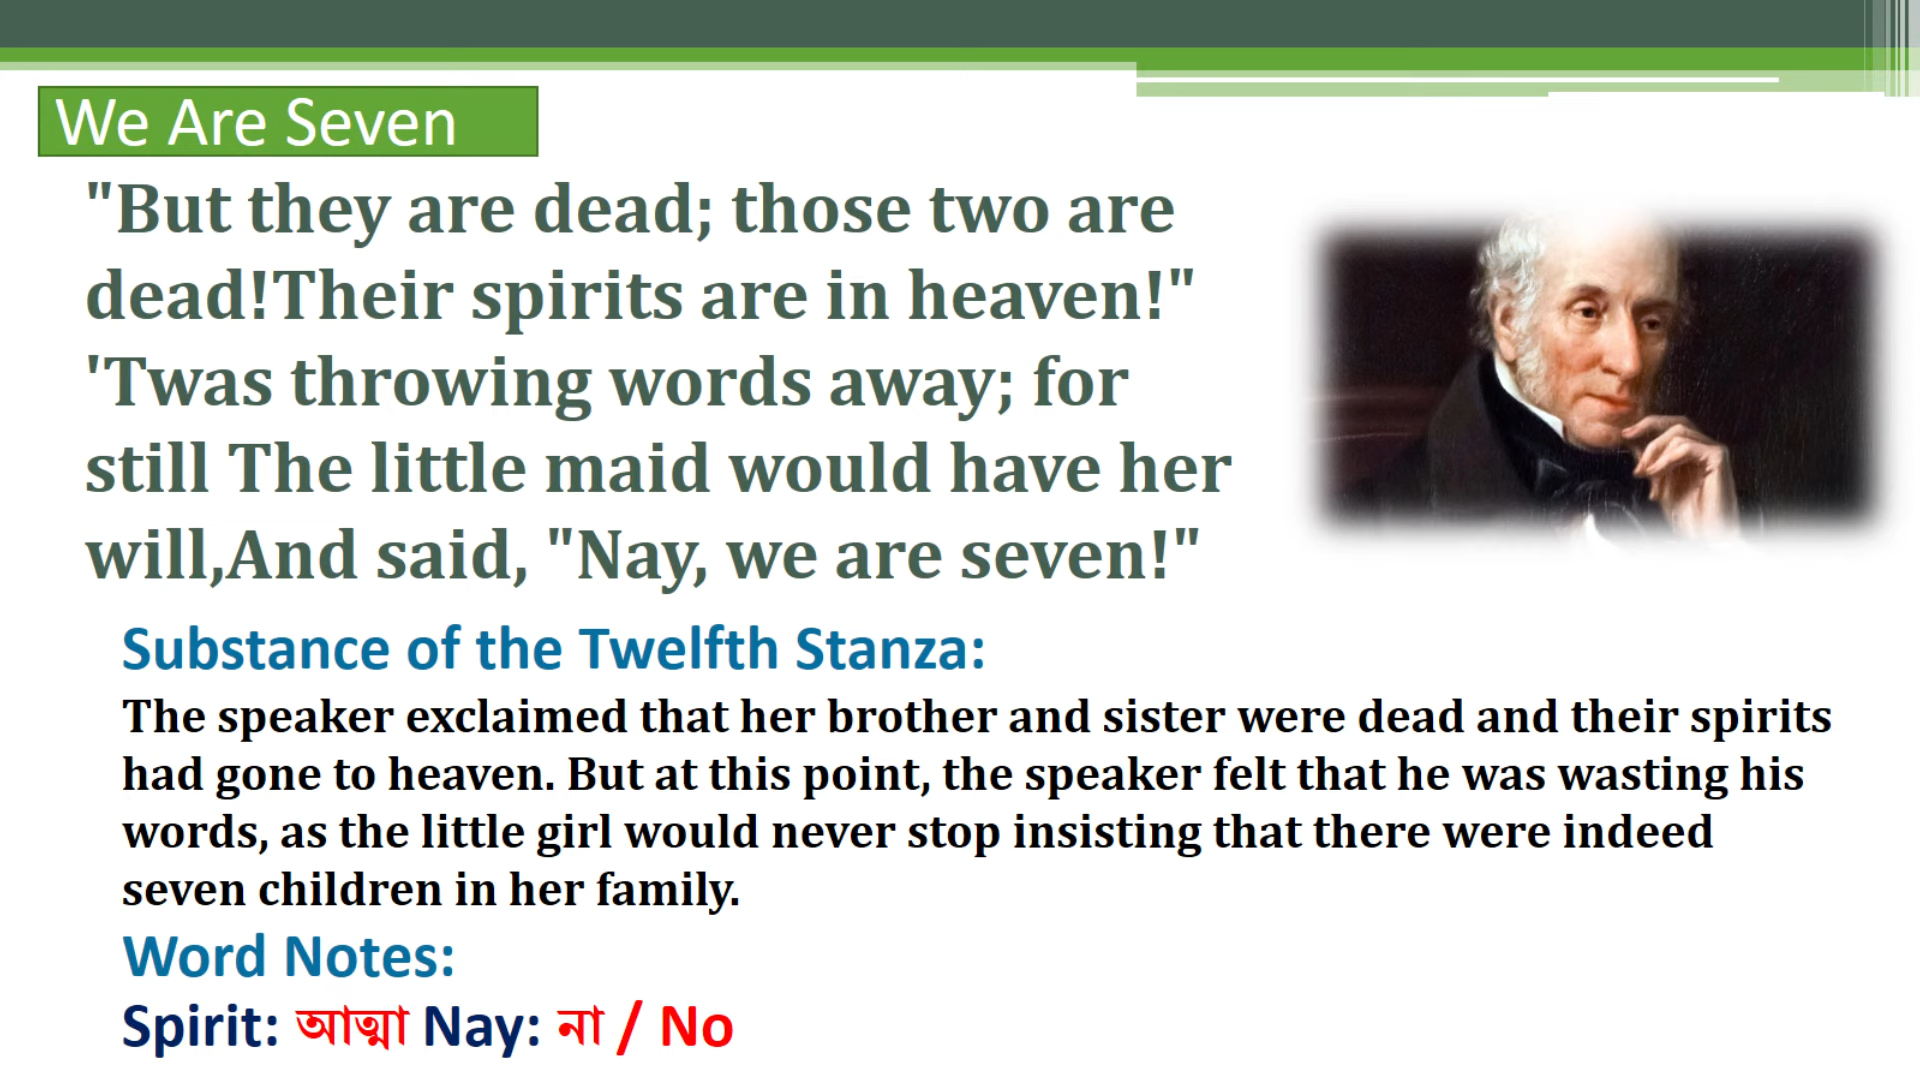 We Are Seven
"But they are dead; those two are
dead!Their spirits are in heaven!"
'Twas throwing words away; for
still The little maid would have her
will,And said, "Nay, we are seven!"
Substance of the Twelfth Stanza:
The speaker exclaimed that her brother and sister were dead and their spirits
had gone to heaven. But at this point, the speaker felt that he was wasting his
words, as the little girl would never stop insisting that there were indeed
seven children in her family.
Word Notes:
Spirit: আত্মা Nay: না / No